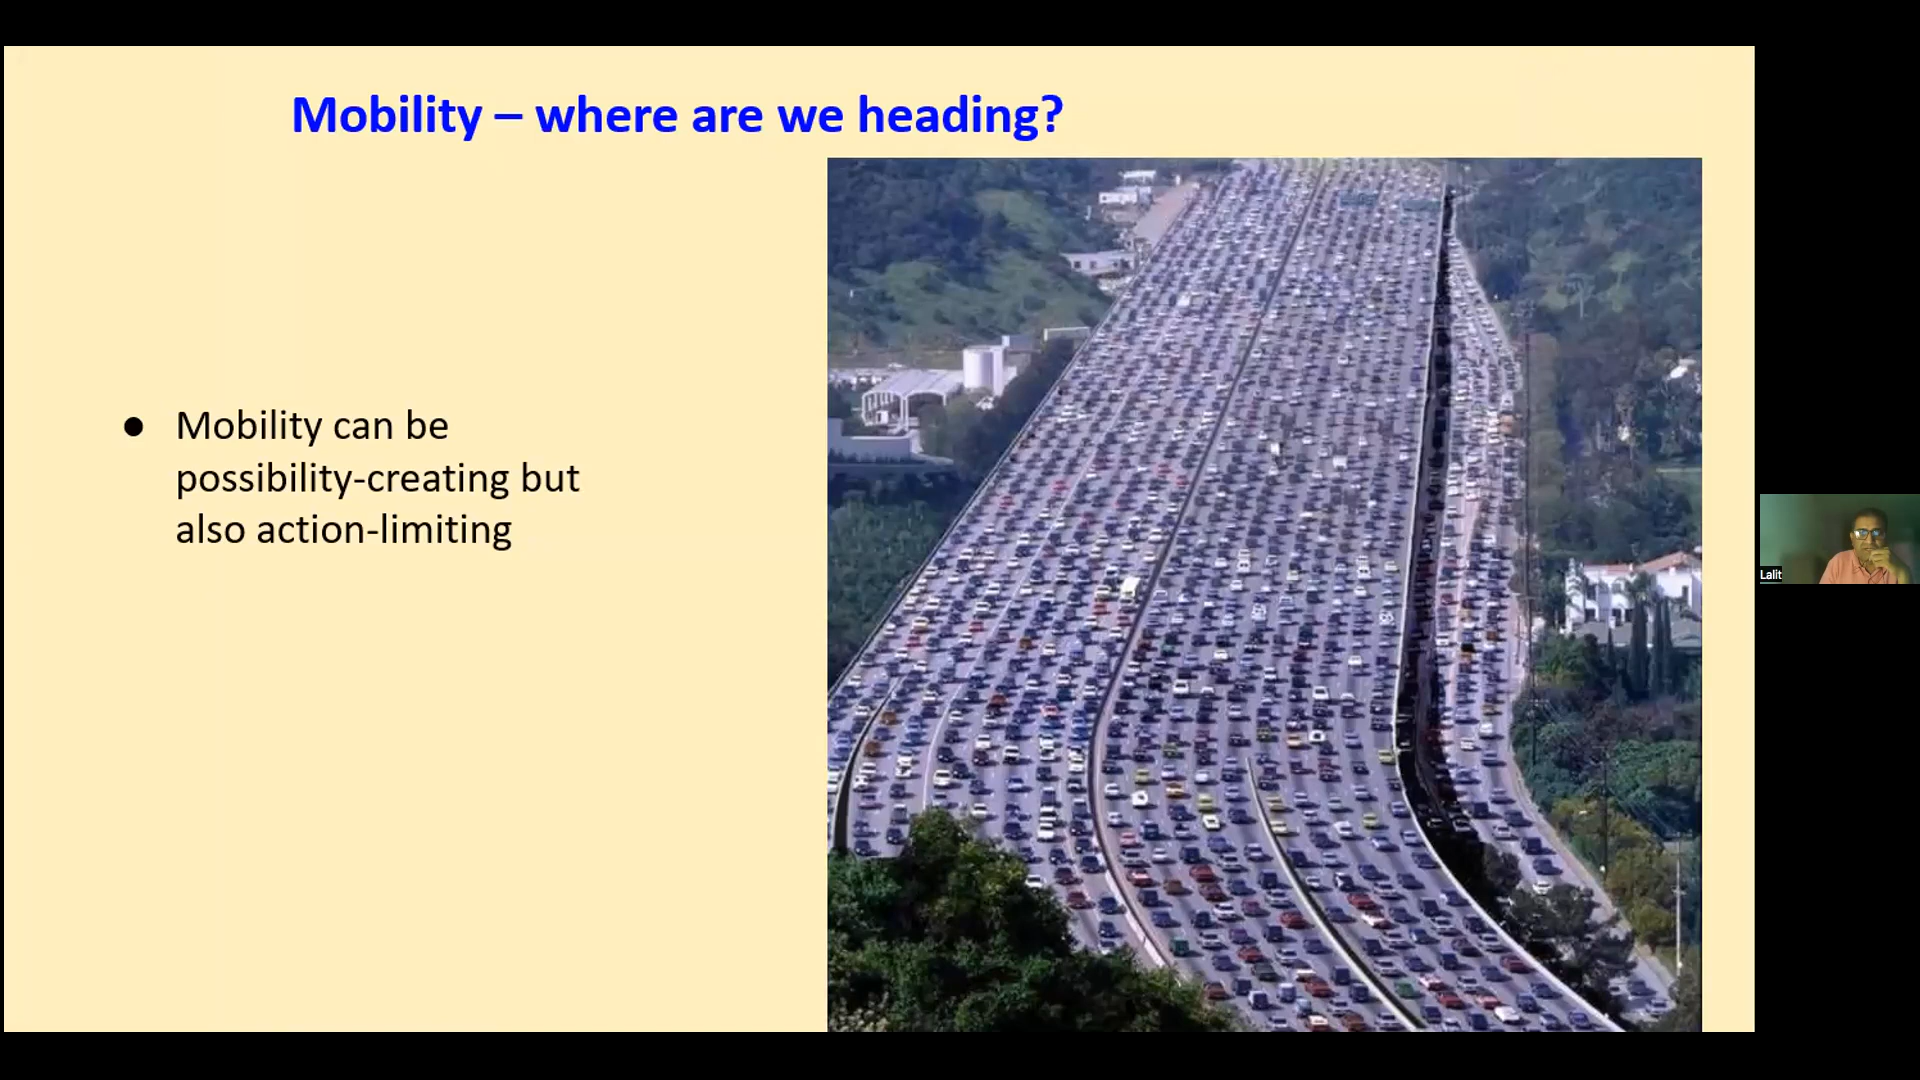 Mobility – where are we heading?
● Mobility can be
possibility-creating but
also action-limiting
Lalit